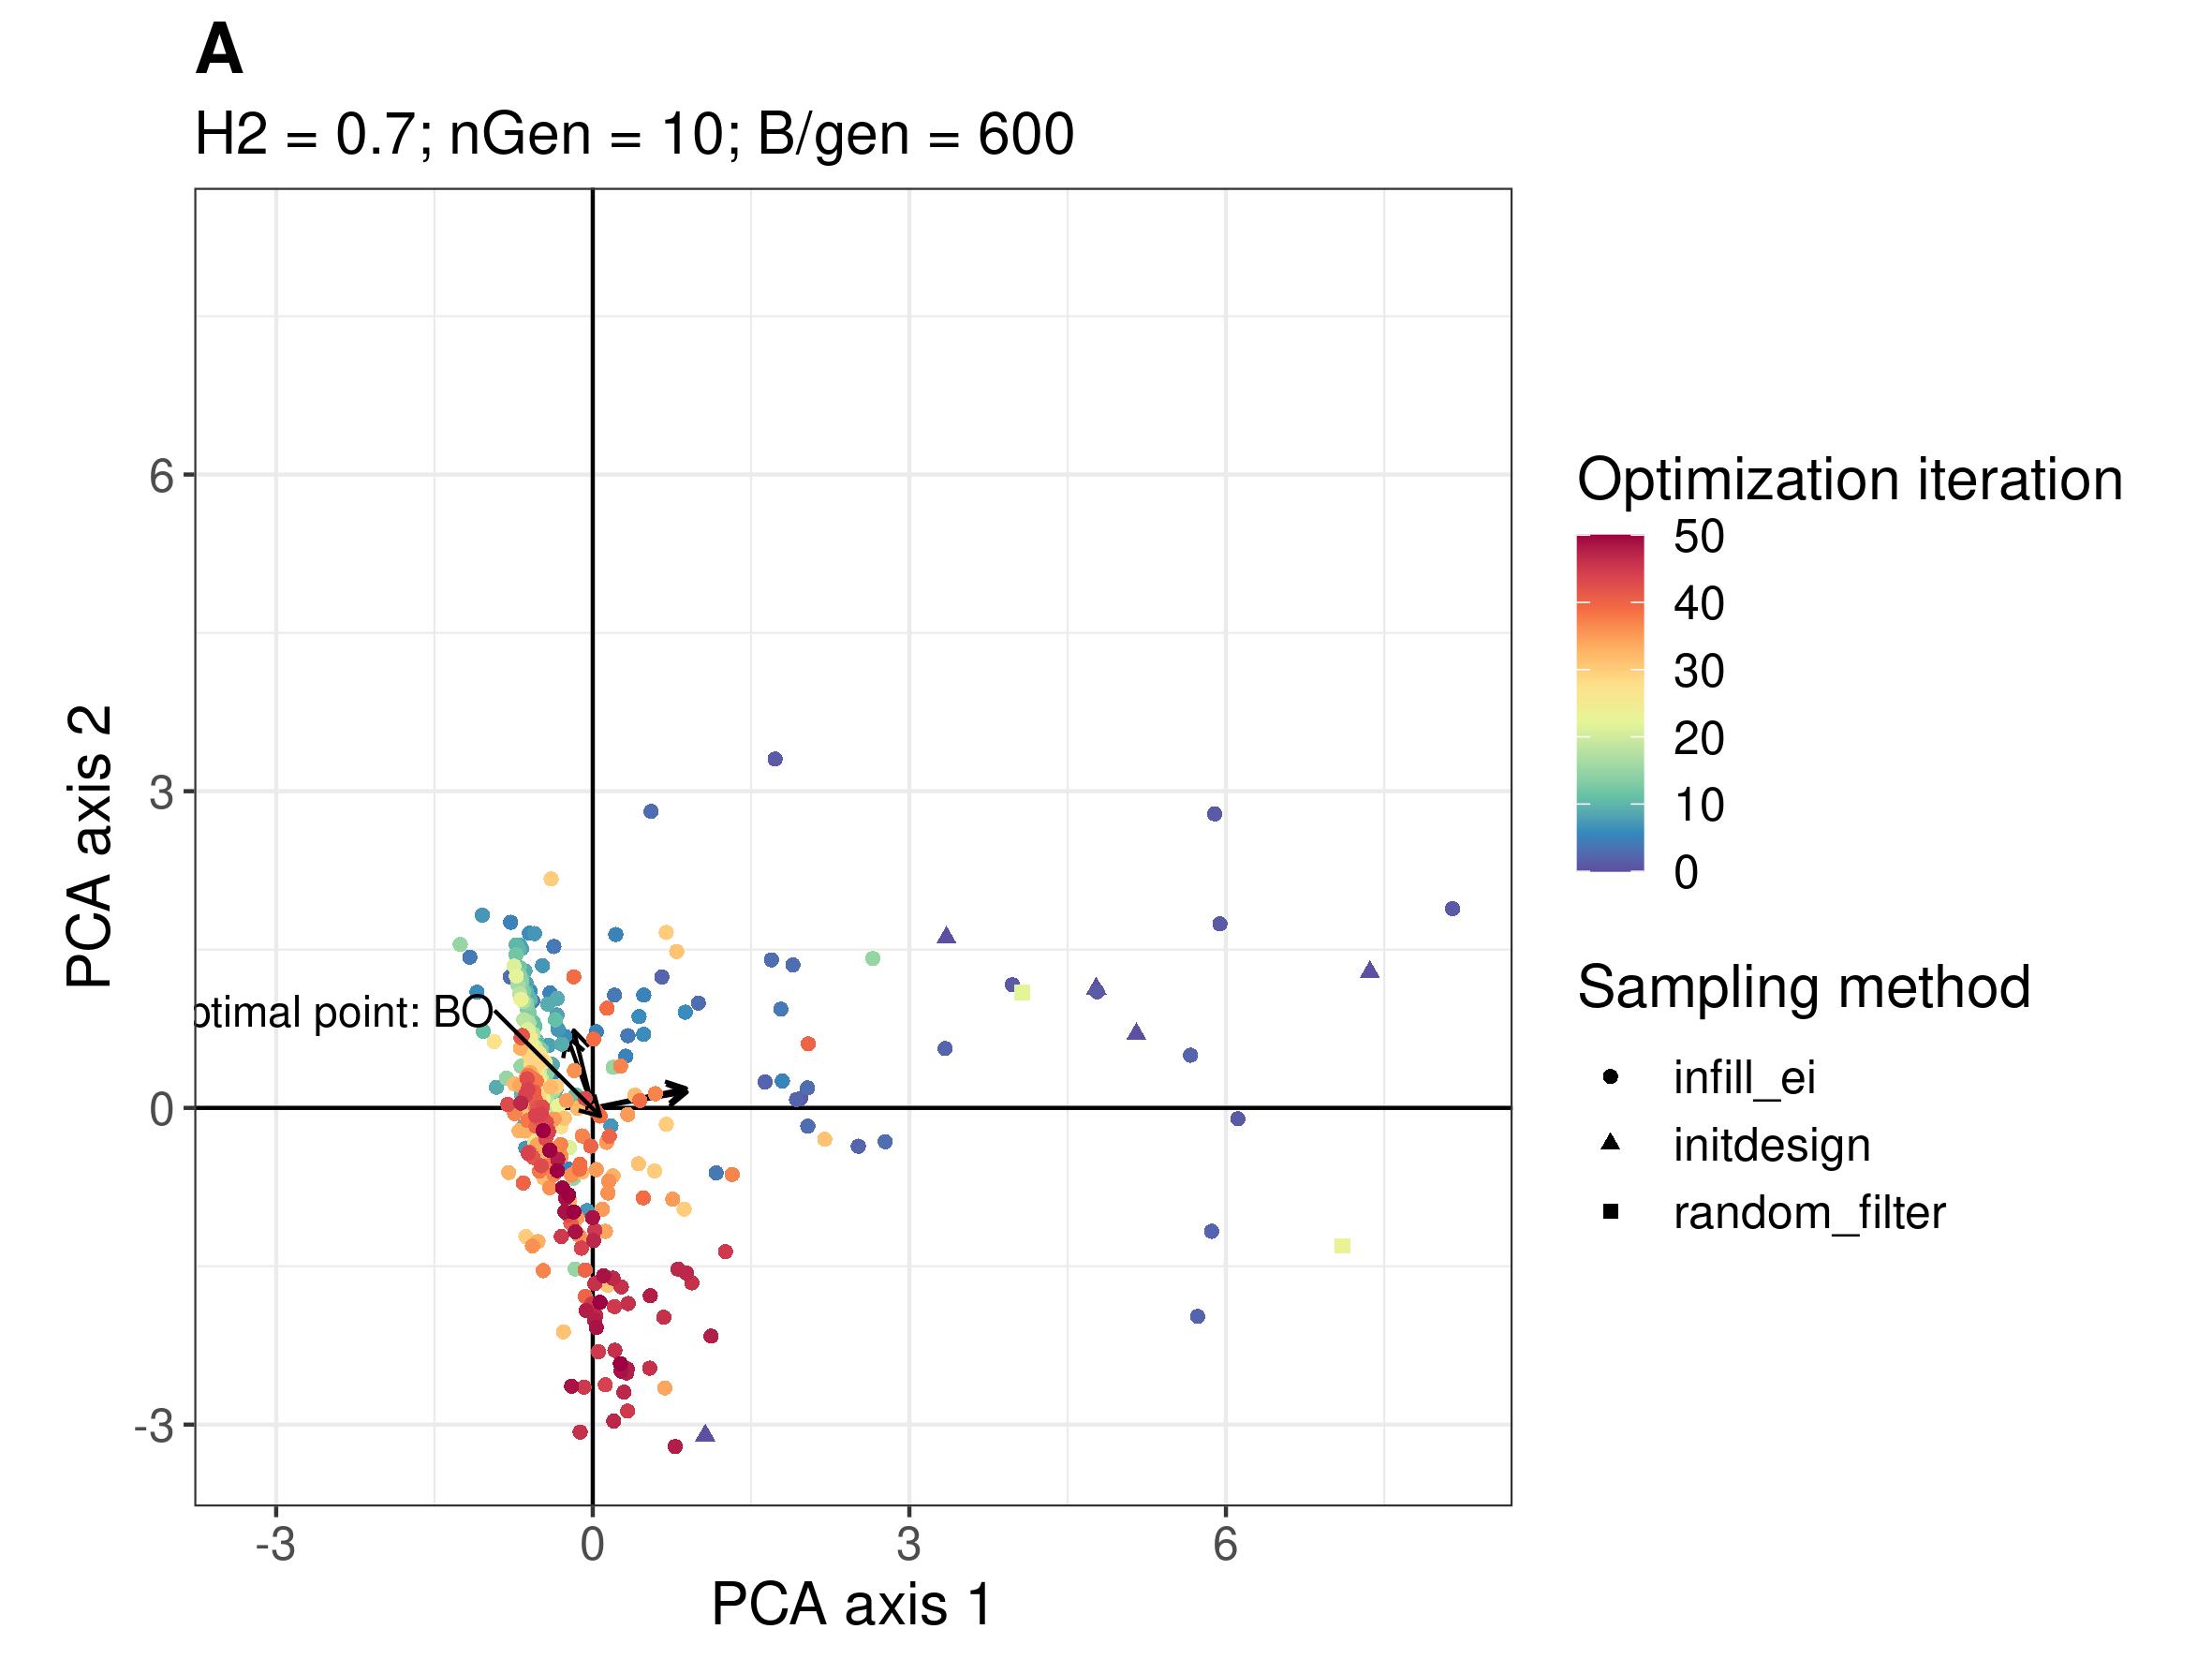 A
H2 = 0.7; nGen = 10; B/gen = 600
PCA axis 2
6
3
0
-3
ptimal point: BO
-3
0
3
6
PCA axis 1
Optimization iteration
50
40
30
20
10
0
Sampling method
infill_ei
initdesign
random_filter